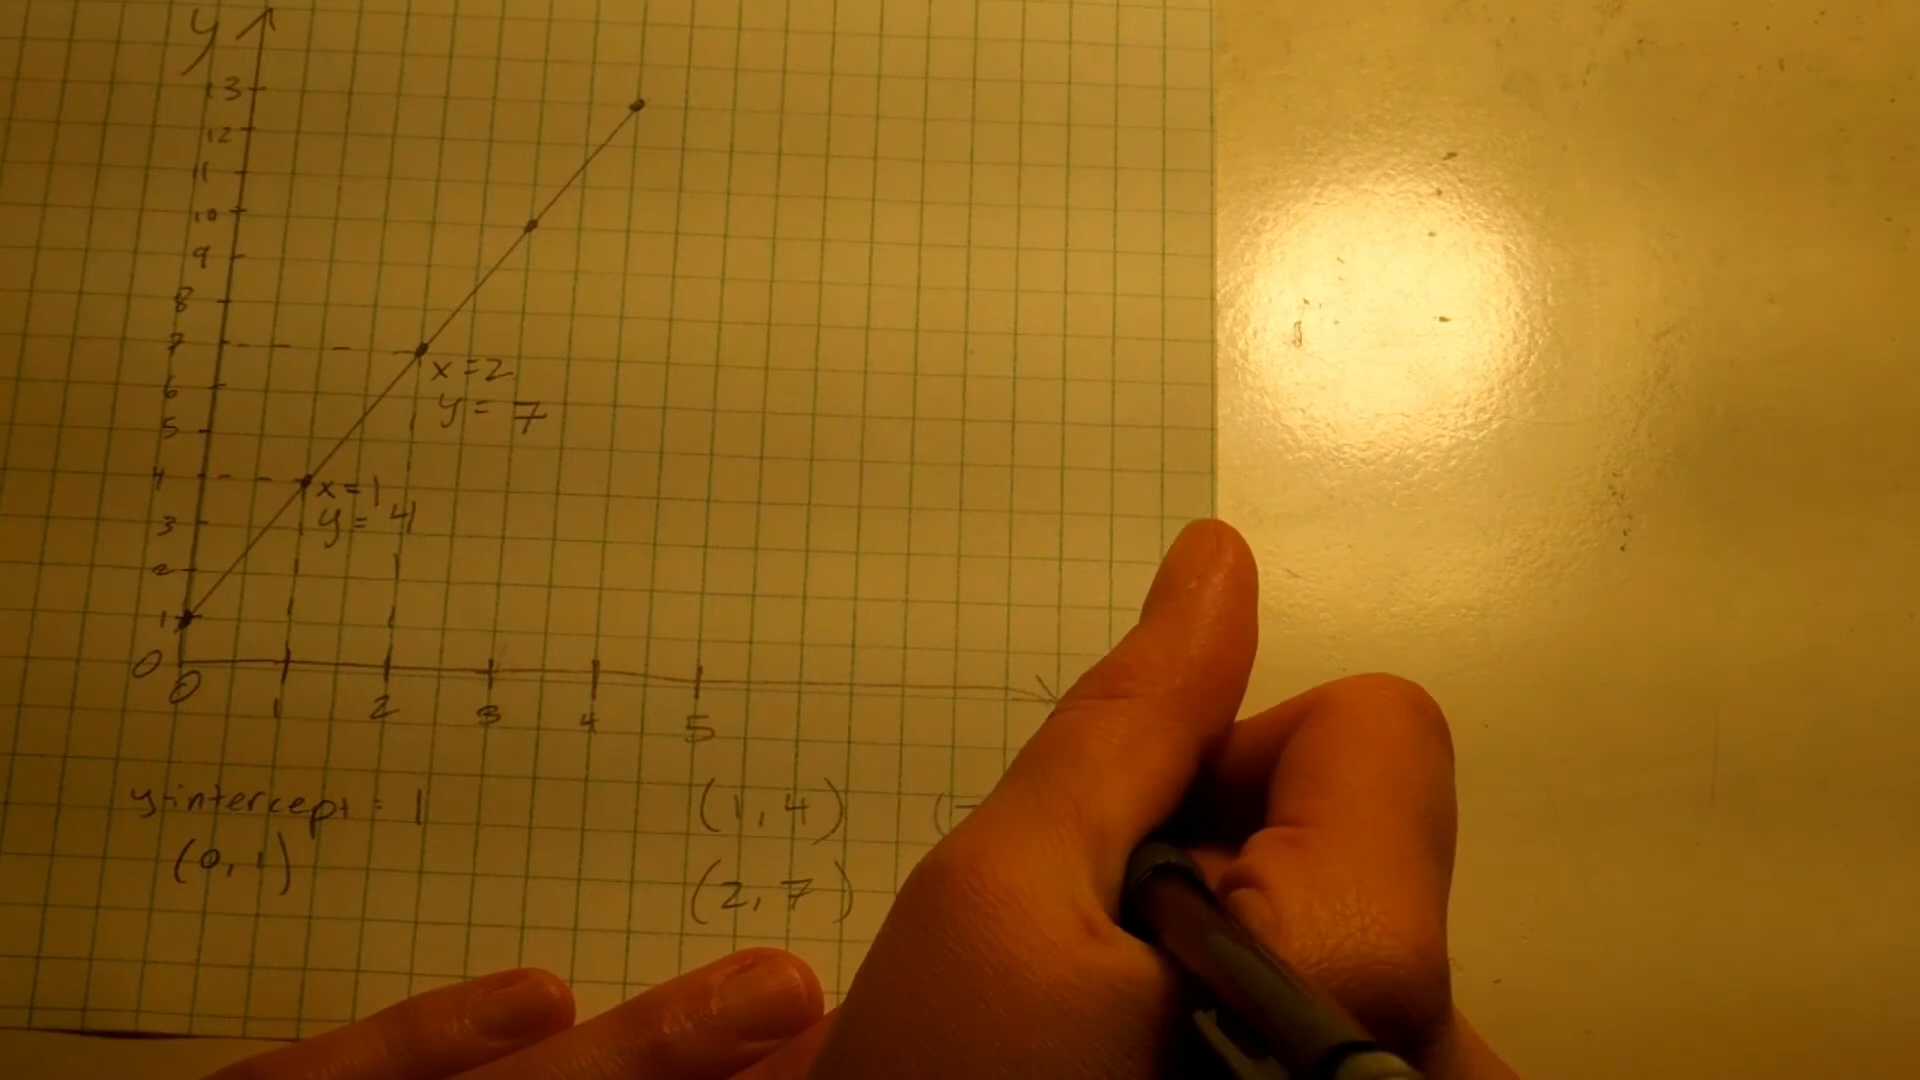 y
13
12
11
10
9
8
7
x=2
6
y= 7
5
4
x=1
y= 4
3
2
1
0
0 1 2 3 4 5
y-intercept = 1
(0, 1)
(1, 4) (
(2, 7)